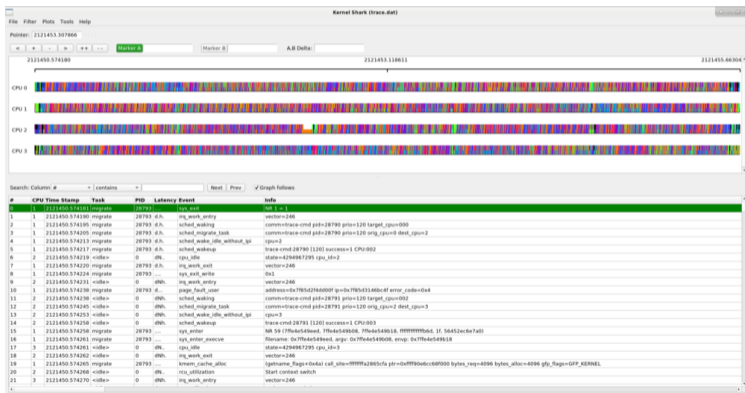 Kernel Shark (trace.dat)
File Filter Plots Tools Help
Pointer: 2121453.307866
< + - > ++ -- Marker A Marker B A,B Delta:
2121450.574180 2121453.118611 2121455.66304
CPU 0
CPU 1
CPU 2
CPU 3
Search: Column # contains Next Prev Graph follows
# CPU Time Stamp Task PID Latency Event Info
0 1 2121450.574181 migrate 28793 ... sys_exit NR 1 = 1
1 1 2121450.574190 migrate 28793 d.h. irq_work_entry vector=246
2 1 2121450.574195 migrate 28793 d.h. sched_waking comm=trace-cmd pid=28790 prio=120 target_cpu=000
3 1 2121450.574205 migrate 28793 d.h. sched_migrate_task comm=trace-cmd pid=28790 prio=120 orig_cpu=0 dest_cpu=2
4 1 2121450.574213 migrate 28793 d.h. sched_wake_idle_without_ipi cpu=2
5 1 2121450.574217 migrate 28793 d.h. sched_wakeup trace-cmd:28790 [120] success=1 CPU:002
6 2 2121450.574219 <idle> 0 dN.. cpu_idle state=4294967295 cpu_id=2
7 1 2121450.574220 migrate 28793 d.h. irq_work_exit vector=246
8 1 2121450.574224 migrate 28793 ... sys_exit_write 0x1
9 2 2121450.574231 <idle> 0 dNh. irq_work_entry vector=246
10 1 2121450.574238 migrate 28793 d... page_fault_user
11 2 2121450.574238 <idle> 0 dNh. sched_waking comm=trace-cmd pid=28791 prio=120 target_cpu=002
12 2 2121450.574245 <idle> 0 dNh. sched_migrate_task comm=trace-cmd pid=28791 prio=120 orig_cpu=2 dest_cpu=3
13 2 2121450.574253 <idle> 0 dNh. sched_wake_idle_without_ipi cpu=3
14 2 2121450.574258 <idle> 0 dNh. sched_wakeup trace-cmd:28791 [120] success=1 CPU:003
15 1 2121450.574258 migrate 28793 ... sys_enter
16 1 2121450.574261 migrate 28793 ... sys_enter_execve
17 3 2121450.574261 <idle> 0 dN.. cpu_idle state=4294967295 cpu_id=3
18 2 2121450.574262 <idle> 0 dNh. irq_work_exit vector=246
19 1 2121450.574265 migrate 28793 ... kmem_cache_alloc bytes_req=4096 bytes_alloc=4096 gfp_flags=GFP_KERNEL
20 2 2121450.574268 <idle> 0 dN.. rcu_utilization Start context switch
21 3 2121450.574270 <idle> 0 dNh. irq_work_entry vector=246